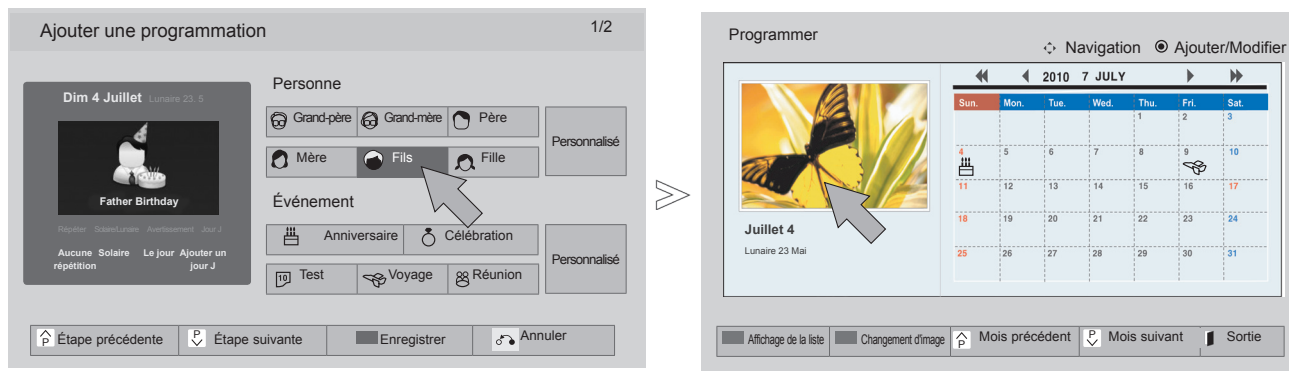 Ajouter une programmation 1/2
Dim 4 Juillet Lunaire 23. 5
Father Birthday
Répéter Solaire/Lunaire Avertissement Jour J
Aucune répétition Solaire Le jour Ajouter un jour J
Personne
Grand-père Grand-mère Père
Mère Fils Fille
Personnalisé
Événement
Anniversaire Célébration
10 Test Voyage Réunion
Personnalisé
P Étape précédente P Étape suivante Enregistrer Annuler
Programmer
Navigation Ajouter/Modifier
Juillet 4
Lunaire 23 Mai
2010 7 JULY
Sun. Mon. Tue. Wed. Thu. Fri. Sat.
1 2 3
4 5 6 7 8 9 10
11 12 13 14 15 16 17
18 19 20 21 22 23 24
25 26 27 28 29 30 31
Affichage de la liste Changement d'image P Mois précédent P Mois suivant Sortie